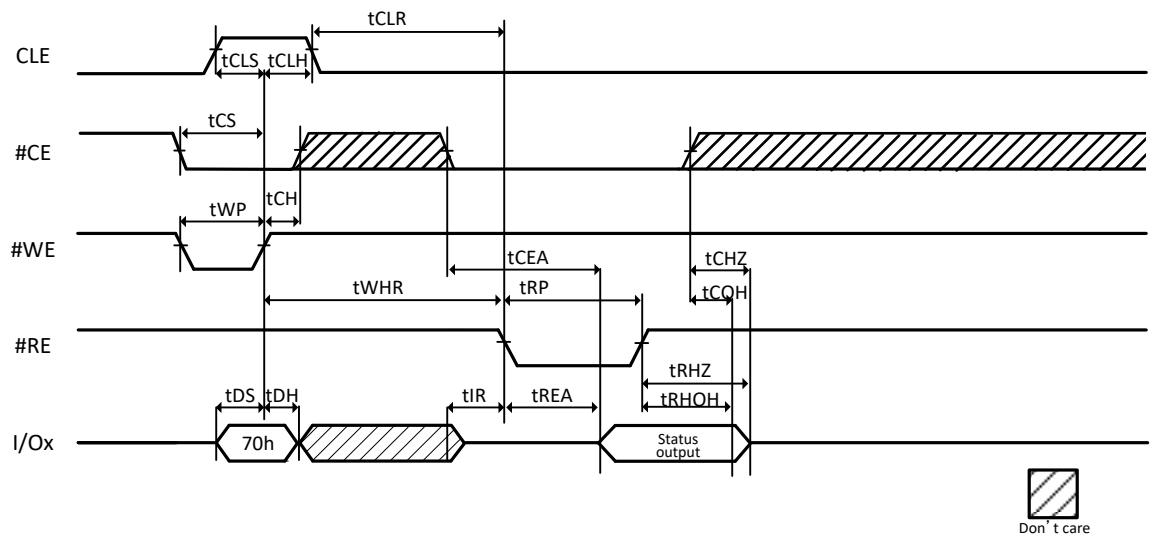 tCLR
CLE
tCLS tCLH
tCS
#CE
tCH
tWP
#WE
tCHZ
tCEA
tCOH
tWHR tRP
#RE
tRHZ
tDS tDH tIR tREA tRHOH
I/Ox 70h Status
output
Don’t care